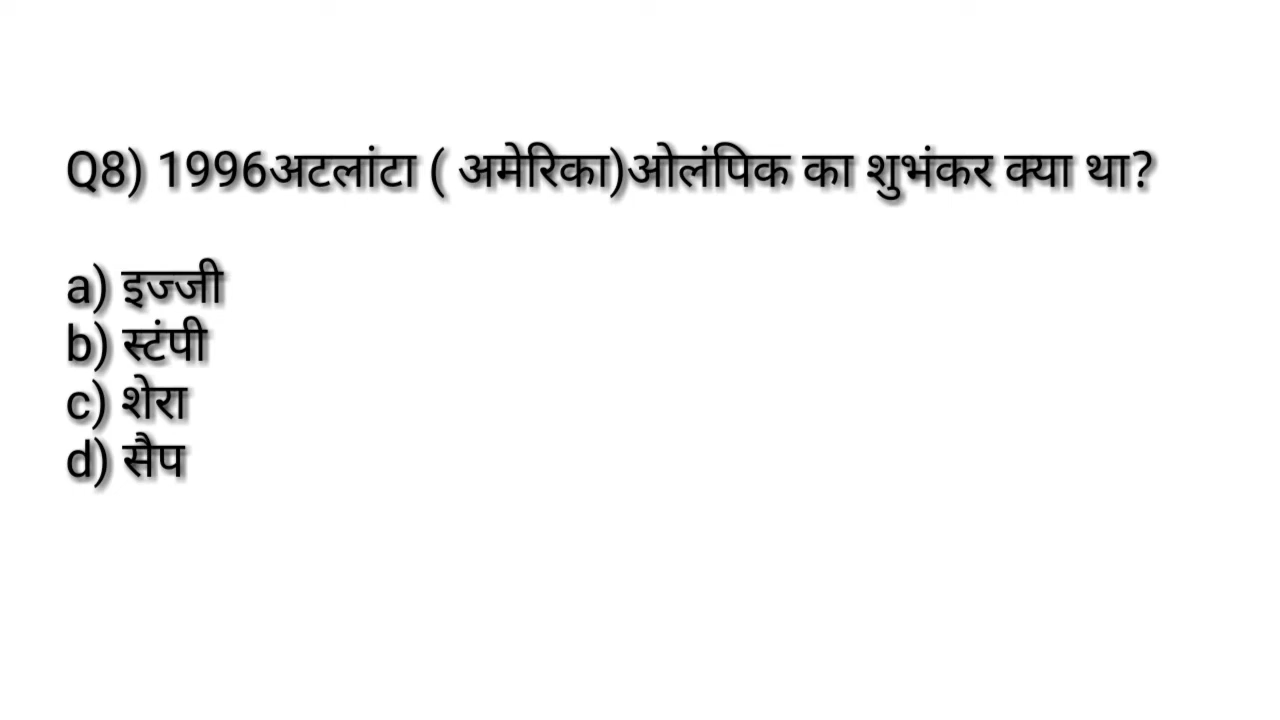 Q8) 1996अटलांटा ( अमेरिका)ओलंपिक का शुभंकर क्या था?
a) इज्जी
b) स्टंपी
c) शेरा
d) सैप